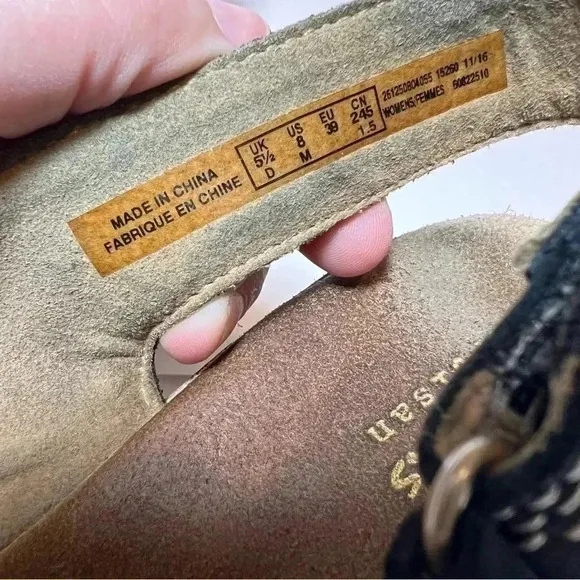 MADE IN CHINA
FABRIQUE EN CHINE
UK US EU CN
5½ 8 39 245
D M 1.5
261250804055 15260 11/16
WOMENS/FEMMES 60822510